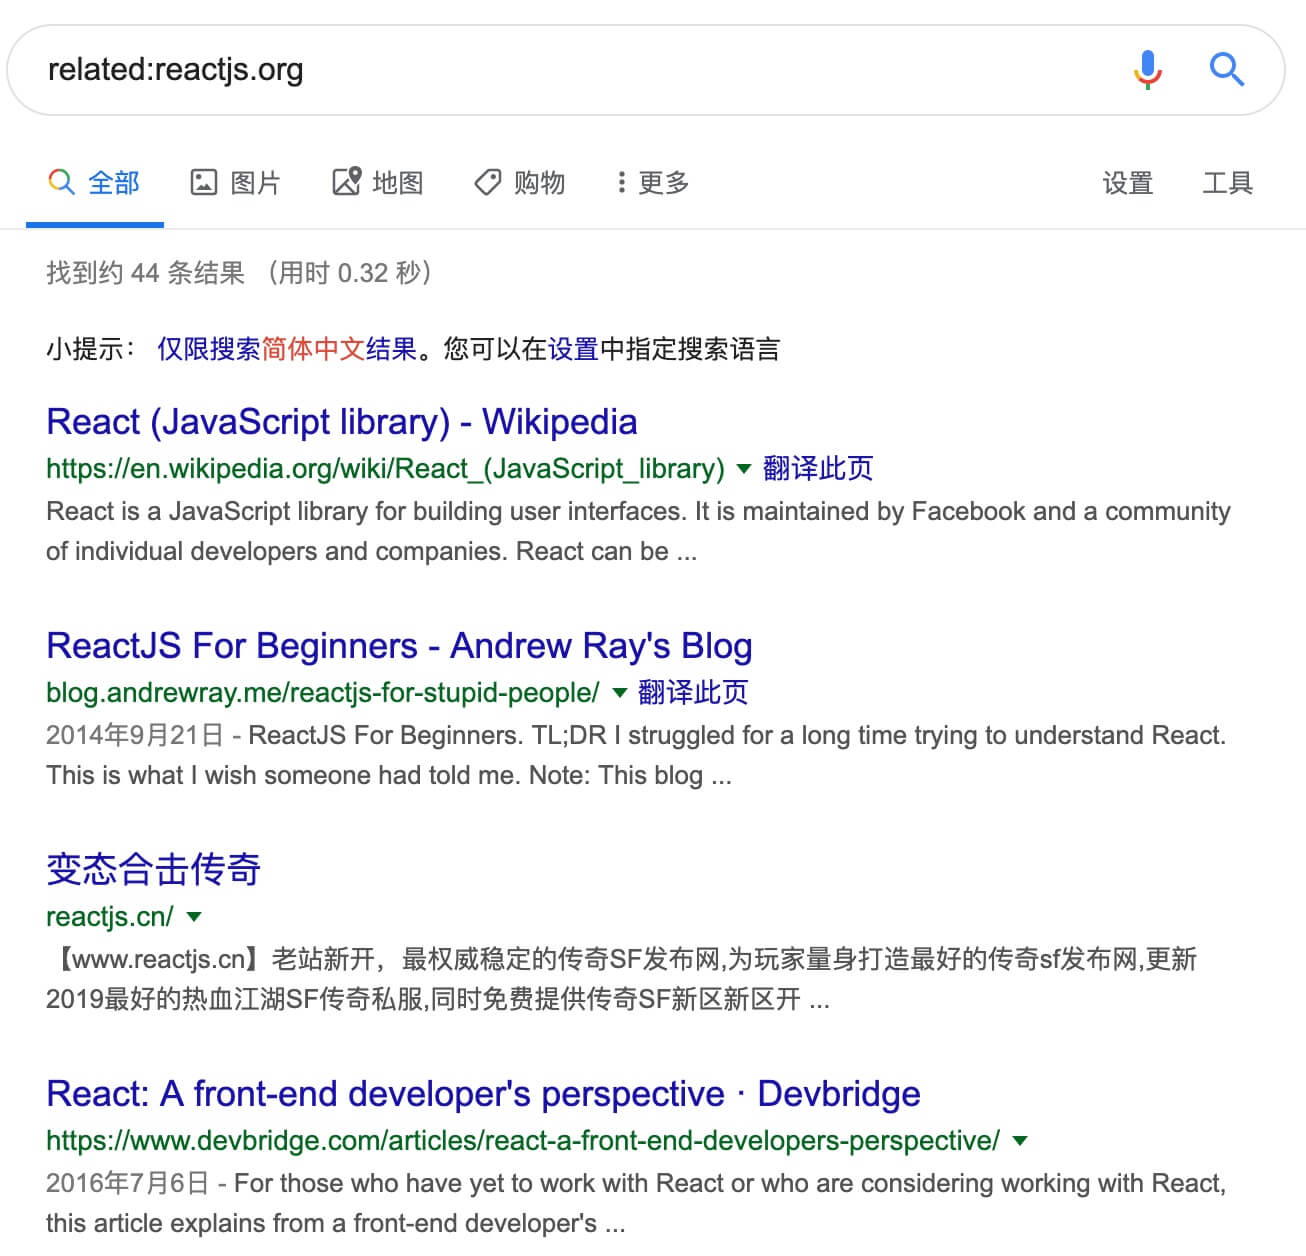 related:reactjs.org
全部 图片 地图 购物 更多 设置 工具
找到约 44 条结果 （用时 0.32 秒）
小提示： 仅限搜索简体中文结果。您可以在设置中指定搜索语言
React (JavaScript library) - Wikipedia
https://en.wikipedia.org/wiki/React_(JavaScript_library) 翻译此页
React is a JavaScript library for building user interfaces. It is maintained by Facebook and a community
of individual developers and companies. React can be ...
ReactJS For Beginners - Andrew Ray's Blog
blog.andrewray.me/reactjs-for-stupid-people/ 翻译此页
2014年9月21日 - ReactJS For Beginners. TL;DR I struggled for a long time trying to understand React.
This is what I wish someone had told me. Note: This blog ...
变态合击传奇
reactjs.cn/
【www.reactjs.cn】老站新开，最权威稳定的传奇SF发布网,为玩家量身打造最好的传奇sf发布网,更新
2019最好的热血江湖SF传奇私服,同时免费提供传奇SF新区新区开 ...
React: A front-end developer's perspective · Devbridge
https://www.devbridge.com/articles/react-a-front-end-developers-perspective/
2016年7月6日 - For those who have yet to work with React or who are considering working with React,
this article explains from a front-end developer's ...